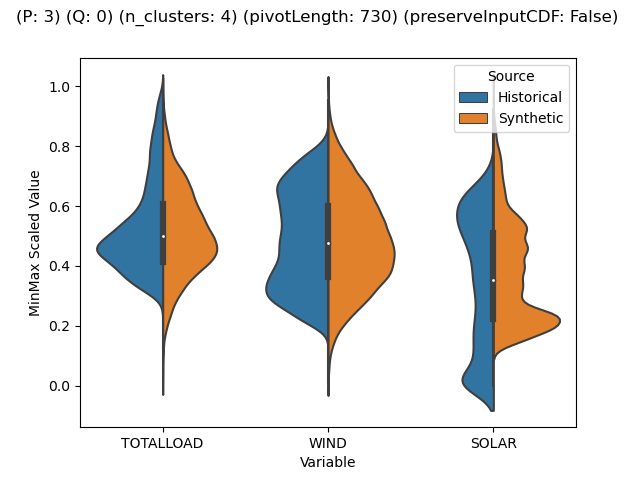 (P: 3) (Q: 0) (n_clusters: 4) (pivotLength: 730) (preserveInputCDF: False)
Source
Historical
Synthetic
1.0
0.8
0.6
0.4
0.2
0.0
MinMax Scaled Value
TOTALLOAD
WIND
SOLAR
Variable